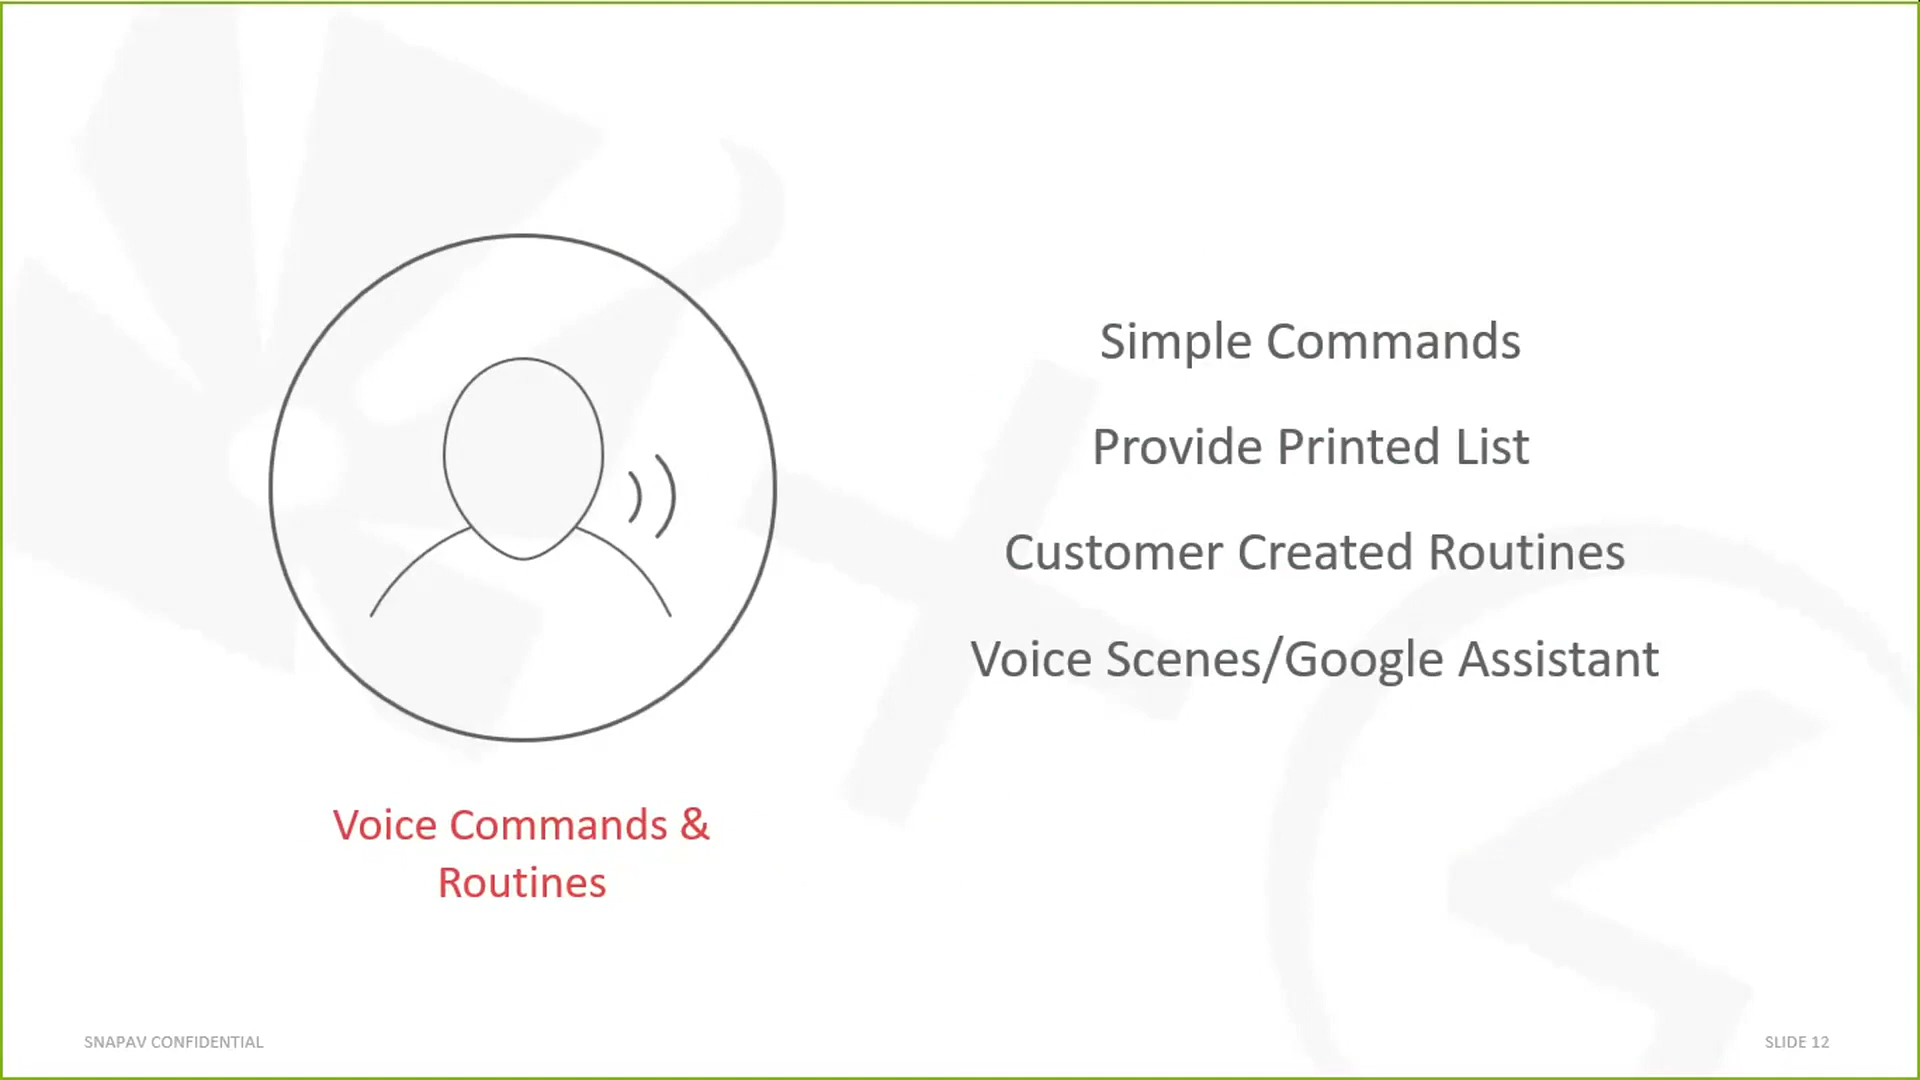 Simple Commands
Provide Printed List
Customer Created Routines
Voice Scenes/Google Assistant
Voice Commands &
Routines
SNAPAV CONFIDENTIAL
SLIDE 12